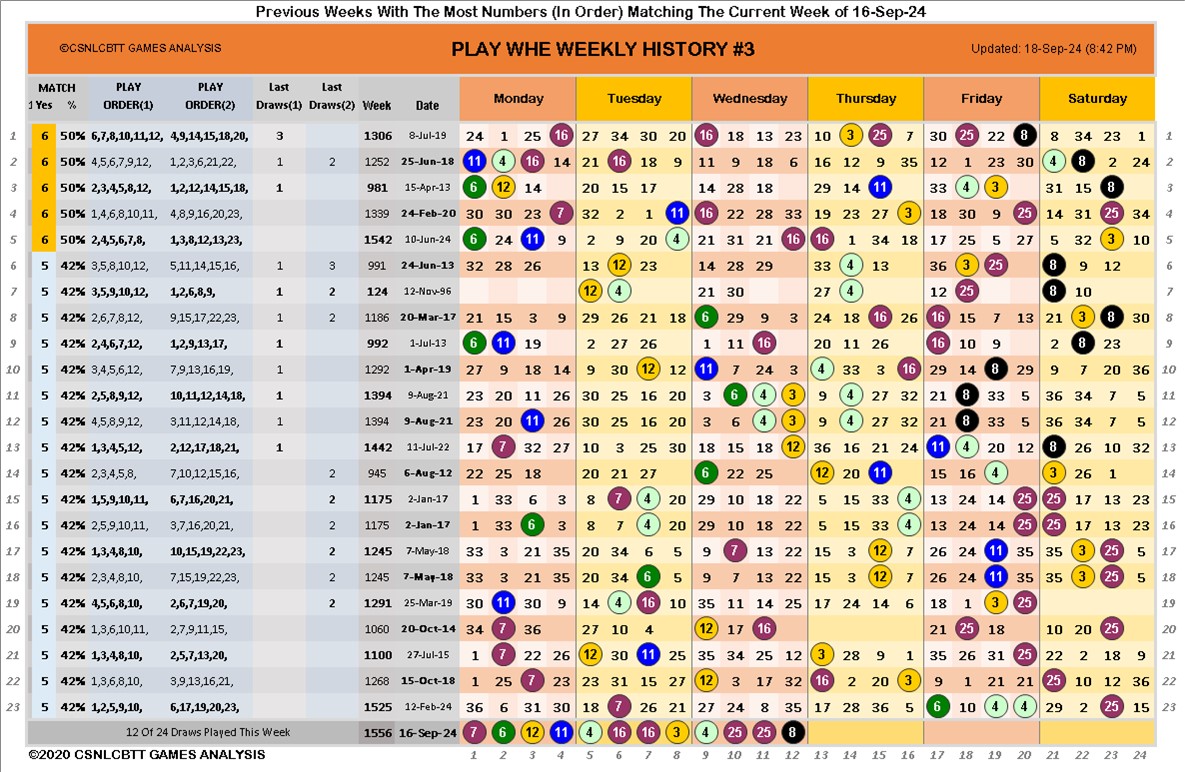 Previous Weeks With The Most Numbers (In Order) Matching The Current Week of 16-Sep-24
©CSNLCBTT GAMES ANALYSIS PLAY WHE WEEKLY HISTORY #3 Updated: 18-Sep-24 (8:42 PM)
MATCH PLAY PLAY Last Last
1 Yes % ORDER(1) ORDER(2) Draws(1) Draws(2) Week Date Monday Tuesday Wednesday Thursday Friday Saturday
1 6 50% 6,7,8,10,11,12, 4,9,14,15,18,20, 3 1306 8-Jul-19 24 1 25 16 27 34 30 20 16 18 13 23 10 3 15 7 30 25 22 8 8 34 23 1 1
2 6 50% 4,5,6,7,9,12, 1,2,3,6,21,22, 1 2 1252 25-Jun-18 11 4 16 14 21 16 18 9 11 9 18 6 16 12 9 35 12 1 23 30 4 8 2 24 2
3 6 50% 2,3,4,5,8,12, 1,2,12,14,15,18, 1 981 15-Apr-13 6 12 14 20 15 17 14 28 18 29 14 11 33 4 3 31 15 8 3
4 6 50% 1,4,6,8,10,11, 4,8,9,16,20,23, 1339 24-Feb-20 30 30 23 7 32 2 1 11 16 22 28 33 19 23 27 3 18 30 9 25 14 31 25 34 4
5 6 50% 2,4,5,6,7,8, 1,3,8,12,13,23, 1542 10-Jun-24 6 24 11 9 2 9 20 4 21 31 21 16 16 1 34 18 17 25 5 27 5 32 3 10 5
6 5 42% 3,5,8,10,12, 5,11,14,15,16, 1 3 991 24-Jun-13 32 28 26 13 12 23 14 28 29 33 4 13 36 3 25 8 9 12 6
7 5 42% 3,5,9,10,12, 1,2,6,8,9, 1 2 124 12-Nov-96 12 4 21 30 27 4 12 25 8 10 7
8 5 42% 2,6,7,8,12, 9,15,17,22,23, 1 2 1186 20-Mar-17 21 15 3 9 29 26 21 18 6 29 9 3 24 18 16 26 16 15 7 13 21 3 8 30 8
9 5 42% 2,4,6,7,12, 1,2,9,13,17, 1 992 1-Jul-13 6 11 19 2 27 26 1 11 16 20 11 26 16 10 9 2 8 23 9
10 5 42% 3,4,5,6,12, 7,9,13,16,19, 1 1292 1-Apr-19 27 9 18 14 9 30 12 12 11 7 24 3 4 33 3 16 29 14 8 29 9 7 20 36 10
11 5 42% 2,5,8,9,12, 10,11,12,14,18, 1 1394 9-Aug-21 23 20 11 26 30 25 16 20 3 6 4 3 9 4 27 32 21 8 33 5 36 34 7 5 11
12 5 42% 4,5,8,9,12, 3,11,12,14,18, 1 1394 9-Aug-21 23 20 11 26 30 25 16 20 3 6 4 3 9 4 27 32 21 8 33 5 36 34 7 5 12
13 5 42% 1,3,4,5,12, 2,12,17,18,21, 1 1442 11-Jul-22 17 7 32 27 10 3 25 30 18 15 18 12 36 16 21 24 11 4 20 12 8 26 10 32 13
14 5 42% 2,3,4,5,8, 7,10,12,15,16, 2 945 6-Aug-12 22 25 18 20 21 27 6 22 25 12 20 11 15 16 4 3 26 1 14
15 5 42% 1,5,9,10,11, 6,7,16,20,21, 2 1175 2-Jan-17 1 33 6 3 8 7 4 20 29 10 18 22 5 15 33 4 13 24 14 25 25 17 13 23 15
16 5 42% 2,5,9,10,11, 3,7,16,20,21, 2 1175 2-Jan-17 1 33 6 3 8 7 4 20 29 10 18 22 5 15 33 4 13 24 14 25 25 17 13 23 16
17 5 42% 1,3,4,8,10, 10,15,19,22,23, 2 1245 7-May-18 33 3 21 35 20 34 6 5 9 7 13 22 15 3 12 7 26 24 11 35 35 3 25 5 17
18 5 42% 2,3,4,8,10, 7,15,19,22,23, 2 1245 7-May-18 33 3 21 35 20 34 6 5 9 7 13 22 15 3 12 7 26 24 11 35 35 3 25 5 18
19 5 42% 4,5,6,8,10, 2,6,7,19,20, 2 1291 25-Mar-19 30 11 30 9 14 4 16 10 35 11 14 25 17 24 14 6 18 1 3 25 19
20 5 42% 1,3,6,10,11, 2,7,9,11,15, 1060 20-Oct-14 34 7 36 27 10 4 12 17 16 21 25 18 10 20 25 20
21 5 42% 1,3,4,8,10, 2,5,7,13,20, 1100 27-Jul-15 1 7 22 26 12 30 11 25 35 34 25 12 3 28 9 1 35 26 31 25 22 2 18 9 21
22 5 42% 1,3,6,8,10, 3,9,13,16,21, 1268 15-Oct-18 1 25 7 23 23 31 15 27 12 3 17 32 16 2 20 3 9 1 21 21 25 10 12 36 22
23 5 42% 1,2,5,9,10, 6,17,19,20,23, 1525 12-Feb-24 36 6 31 30 18 7 26 29 27 24 8 35 17 28 36 5 6 10 4 4 29 2 25 15 23
12 Of 24 Draws Played This Week 1556 16-Sep-24 7 6 12 11 4 16 16 3 4 25 25 8
©2020 CSNLCBTT GAMES ANALYSIS 1 2 3 4 5 6 7 8 9 10 11 12 13 14 15 16 17 18 19 20 21 22 23 24